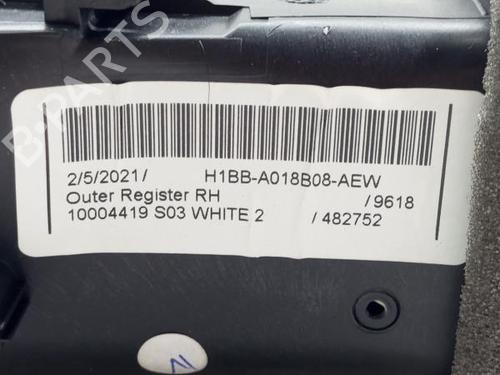 2/5/2021/ H1BB-A018B08-AEW
Outer Register RH /9618
10004419 S03 WHITE 2 /482752
B-PARTS